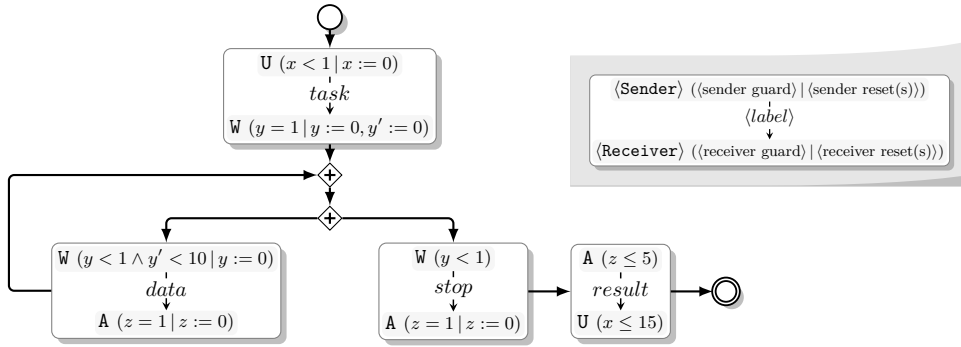 U (x < 1 | x := 0)
task
W (y = 1 | y := 0, y′ := 0)
⟨Sender⟩ (⟨sender guard⟩ | ⟨sender reset(s)⟩)
⟨label⟩
⟨Receiver⟩ (⟨receiver guard⟩ | ⟨receiver reset(s)⟩)
+
+
W (y < 1 ∧ y′ < 10 | y := 0)
data
A (z = 1 | z := 0)
W (y < 1)
stop
A (z = 1 | z := 0)
A (z ≤ 5)
result
U (x ≤ 15)